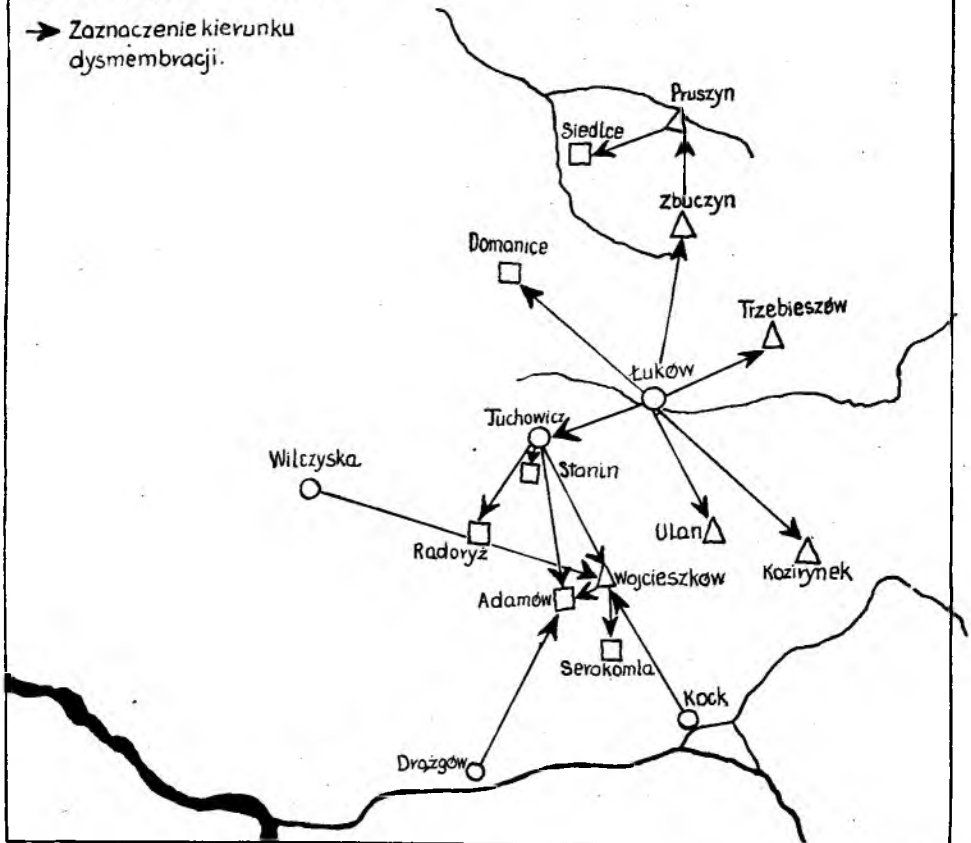 Zaznaczenie kierunku
dysmembracji.
Pruszyn
Siedlce
Zbuczyn
Domanice
Trzebieszów
Łuków
Tuchowicz
Wilczyska
Stanin
Ulan
Radoryż
Kozirynek
Wojcieszków
Adamów
Serokomla
Kock
Drążgów